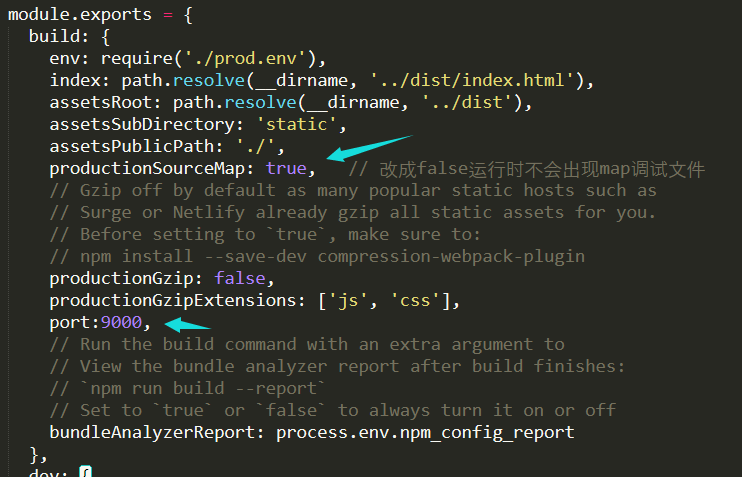 module.exports = {
build: {
env: require('./prod.env'),
index: path.resolve(__dirname, '../dist/index.html'),
assetsRoot: path.resolve(__dirname, '../dist'),
assetsSubDirectory: 'static',
assetsPublicPath: './',
productionSourceMap: true,   // 改成false运行时不会出现map调试文件
// Gzip off by default as many popular static hosts such as
// Surge or Netlify already gzip all static assets for you.
// Before setting to `true`, make sure to:
// npm install --save-dev compression-webpack-plugin
productionGzip: false,
productionGzipExtensions: ['js', 'css'],
port:9000,
// Run the build command with an extra argument to
// View the bundle analyzer report after build finishes:
// `npm run build --report`
// Set to `true` or `false` to always turn it on or off
bundleAnalyzerReport: process.env.npm_config_report
},
dev: {